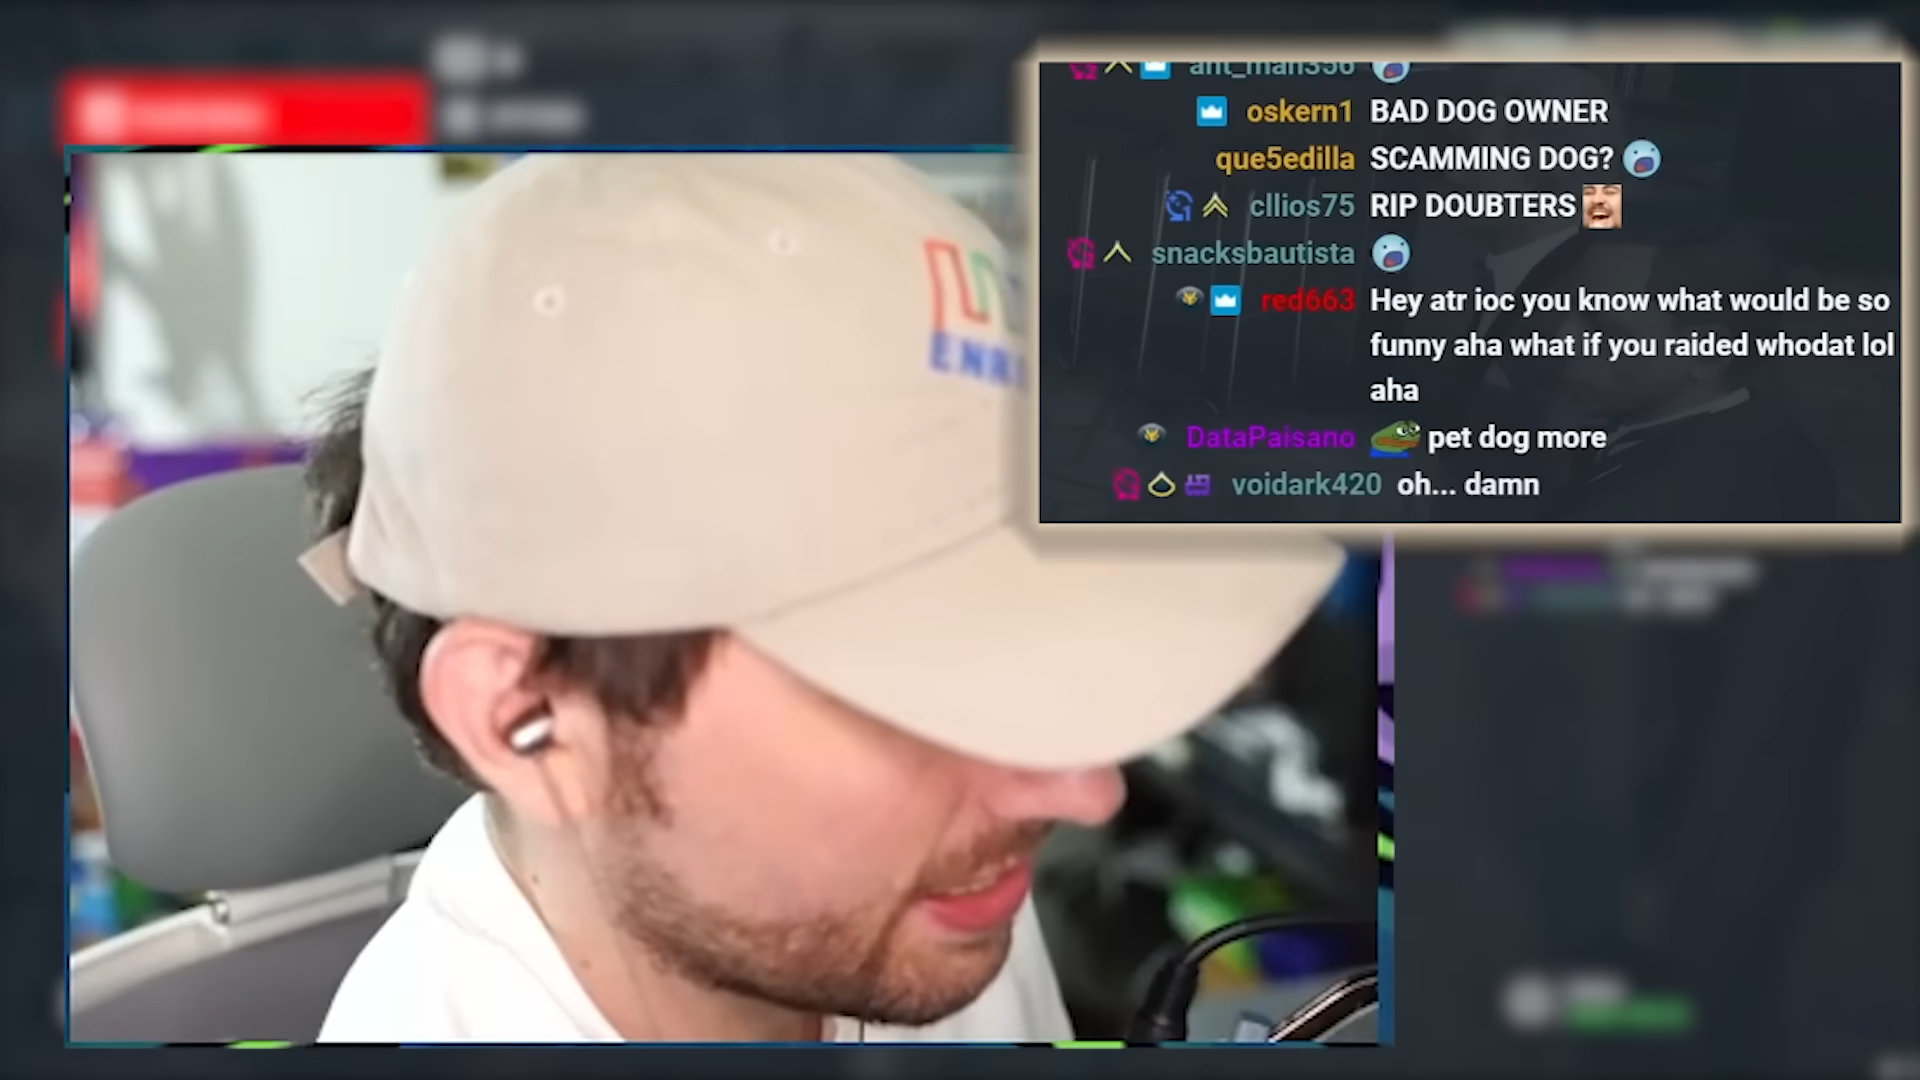 ant_man356
oskern1 BAD DOG OWNER
que5edilla SCAMMING DOG?
cllios75 RIP DOUBTERS
snacksbautista
red663 Hey atr ioc you know what would be so
funny aha what if you raided whodat lol
aha
DataPaisano pet dog more
voidark420 oh... damn